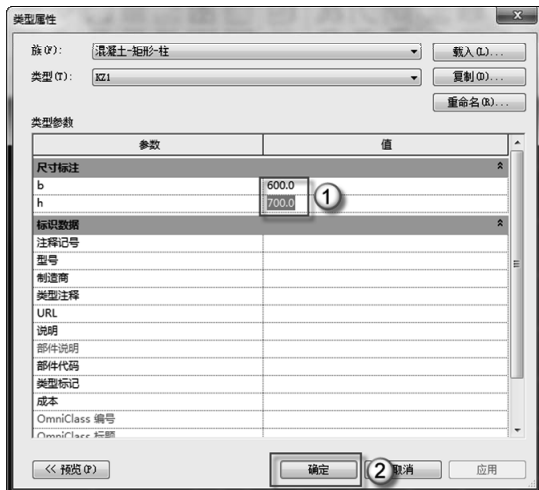 类型属性
族(F): 混凝土-矩形-柱 载入(L)...
类型(T): KZ1 复制(D)...
重命名(R)...
类型参数
参数 值
尺寸标注
b 600.0
h 700.0
①
标识数据
注释记号
型号
制造商
类型注释
URL
说明
部件说明
部件代码
类型标记
成本
OmniClass 编号
OmniClass 标题
<< 预览(P) 确定 ② 取消 应用